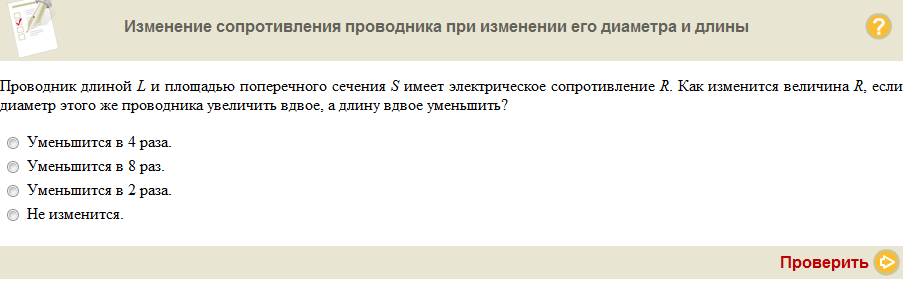 Изменение сопротивления проводника при изменении его диаметра и длины
?
Проводник длиной L и площадью поперечного сечения S имеет электрическое сопротивление R. Как изменится величина R, если
диаметр этого же проводника увеличить вдвое, а длину вдвое уменьшить?
Уменьшится в 4 раза.
Уменьшится в 8 раз.
Уменьшится в 2 раза.
Не изменится.
Проверить